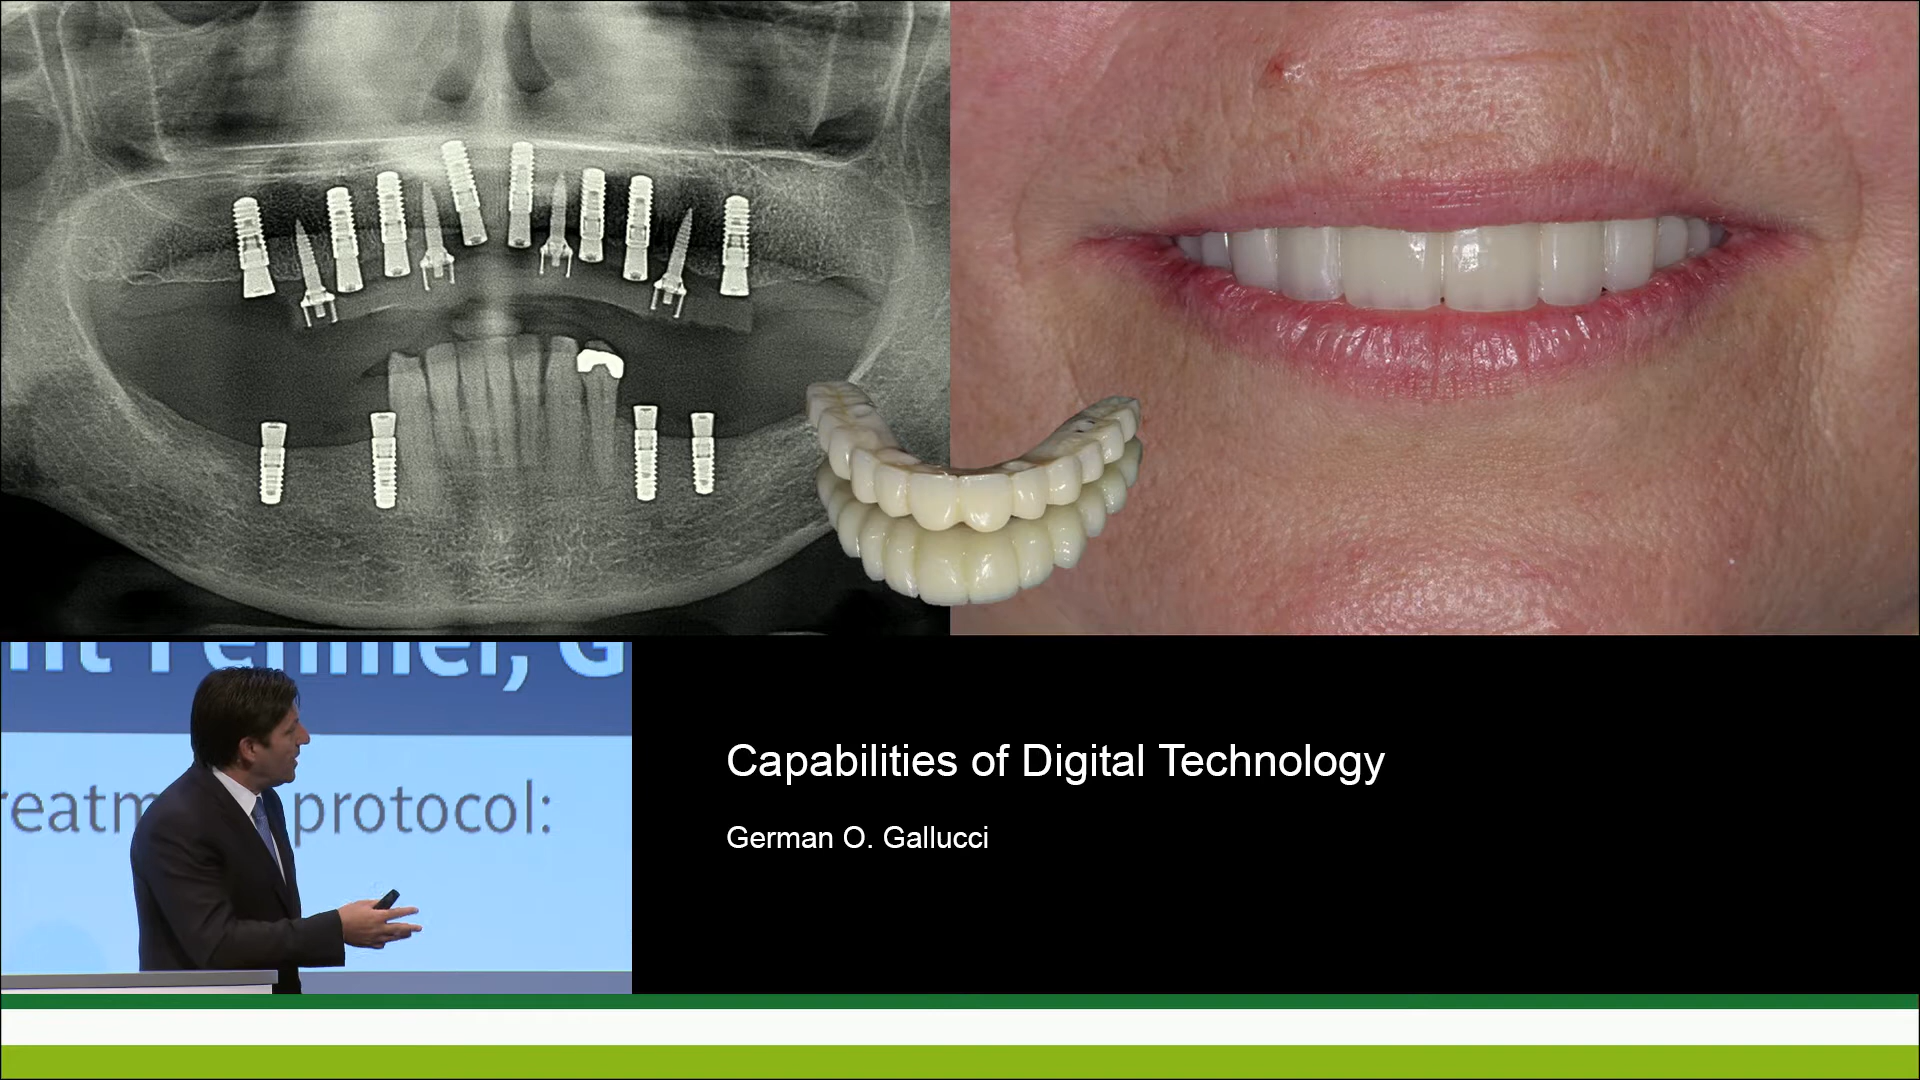 protocol:
Capabilities of Digital Technology
German O. Gallucci